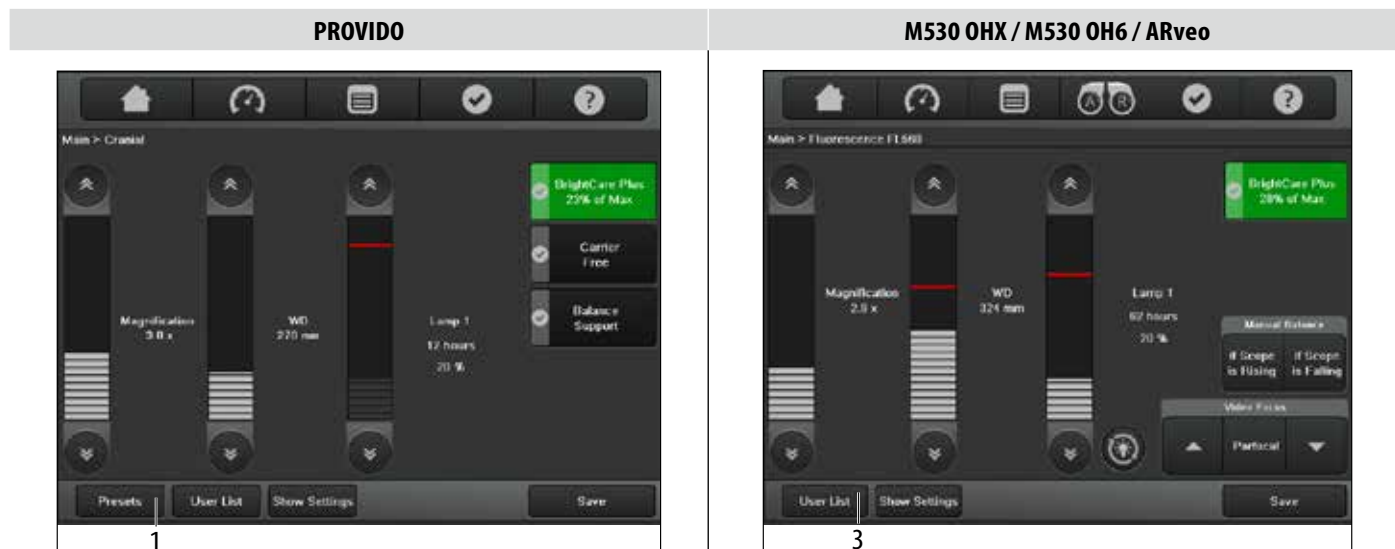 PROVIDO
M530 OHX / M530 OH6 / ARveo
?
Main > Cranial
BrightCare Plus
23% of Max
Carrier
Free
Balance
Support
Magnification
3.0 x
WD
270 mm
Lamp 1
12 hours
20 %
Presets
User List
Show Settings
Save
1
A
R
?
Main > Fluorescence FL560
BrightCare Plus
20% of Max
Magnification
2.9 x
WD
324 mm
Lamp 1
62 hours
20 %
Manual Balance
if Scope
is Rising
if Scope
is Falling
Video Focus
Parfocal
User List
Show Settings
Save
3